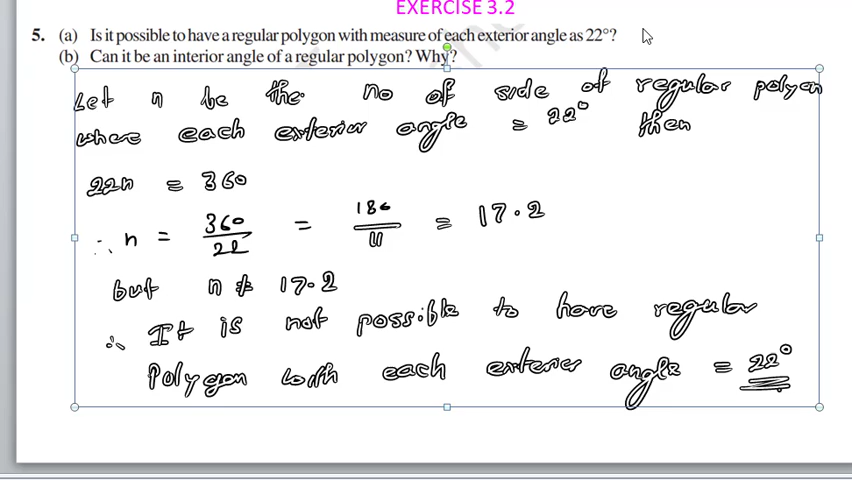 EXERCISE 3.2
5. (a) Is it possible to have a regular polygon with measure of each exterior angle as 22°?
(b) Can it be an interior angle of a regular polygon? Why?
Let n be the no of side of regular polyon
where each exterior angle = 22° then
22n = 360
∴ n = 360/22 = 180/11 = 17.2
but n ≠ 17.2
∴ It is not possible to have regular
polygon with each exterior angle = 22°